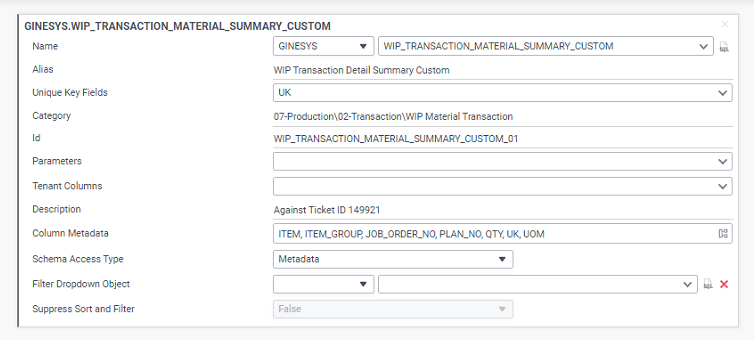 GINESYS.WIP_TRANSACTION_MATERIAL_SUMMARY_CUSTOM
Name GINESYS WIP_TRANSACTION_MATERIAL_SUMMARY_CUSTOM SQL
Alias WIP Transaction Detail Summary Custom
Unique Key Fields UK
Category 07-Production\02-Transaction\WIP Material Transaction
Id WIP_TRANSACTION_MATERIAL_SUMMARY_CUSTOM_01
Parameters
Tenant Columns
Description Against Ticket ID 149921
Column Metadata ITEM, ITEM_GROUP, JOB_ORDER_NO, PLAN_NO, QTY, UK, UOM
Schema Access Type Metadata
Filter Dropdown Object SQL
Suppress Sort and Filter False